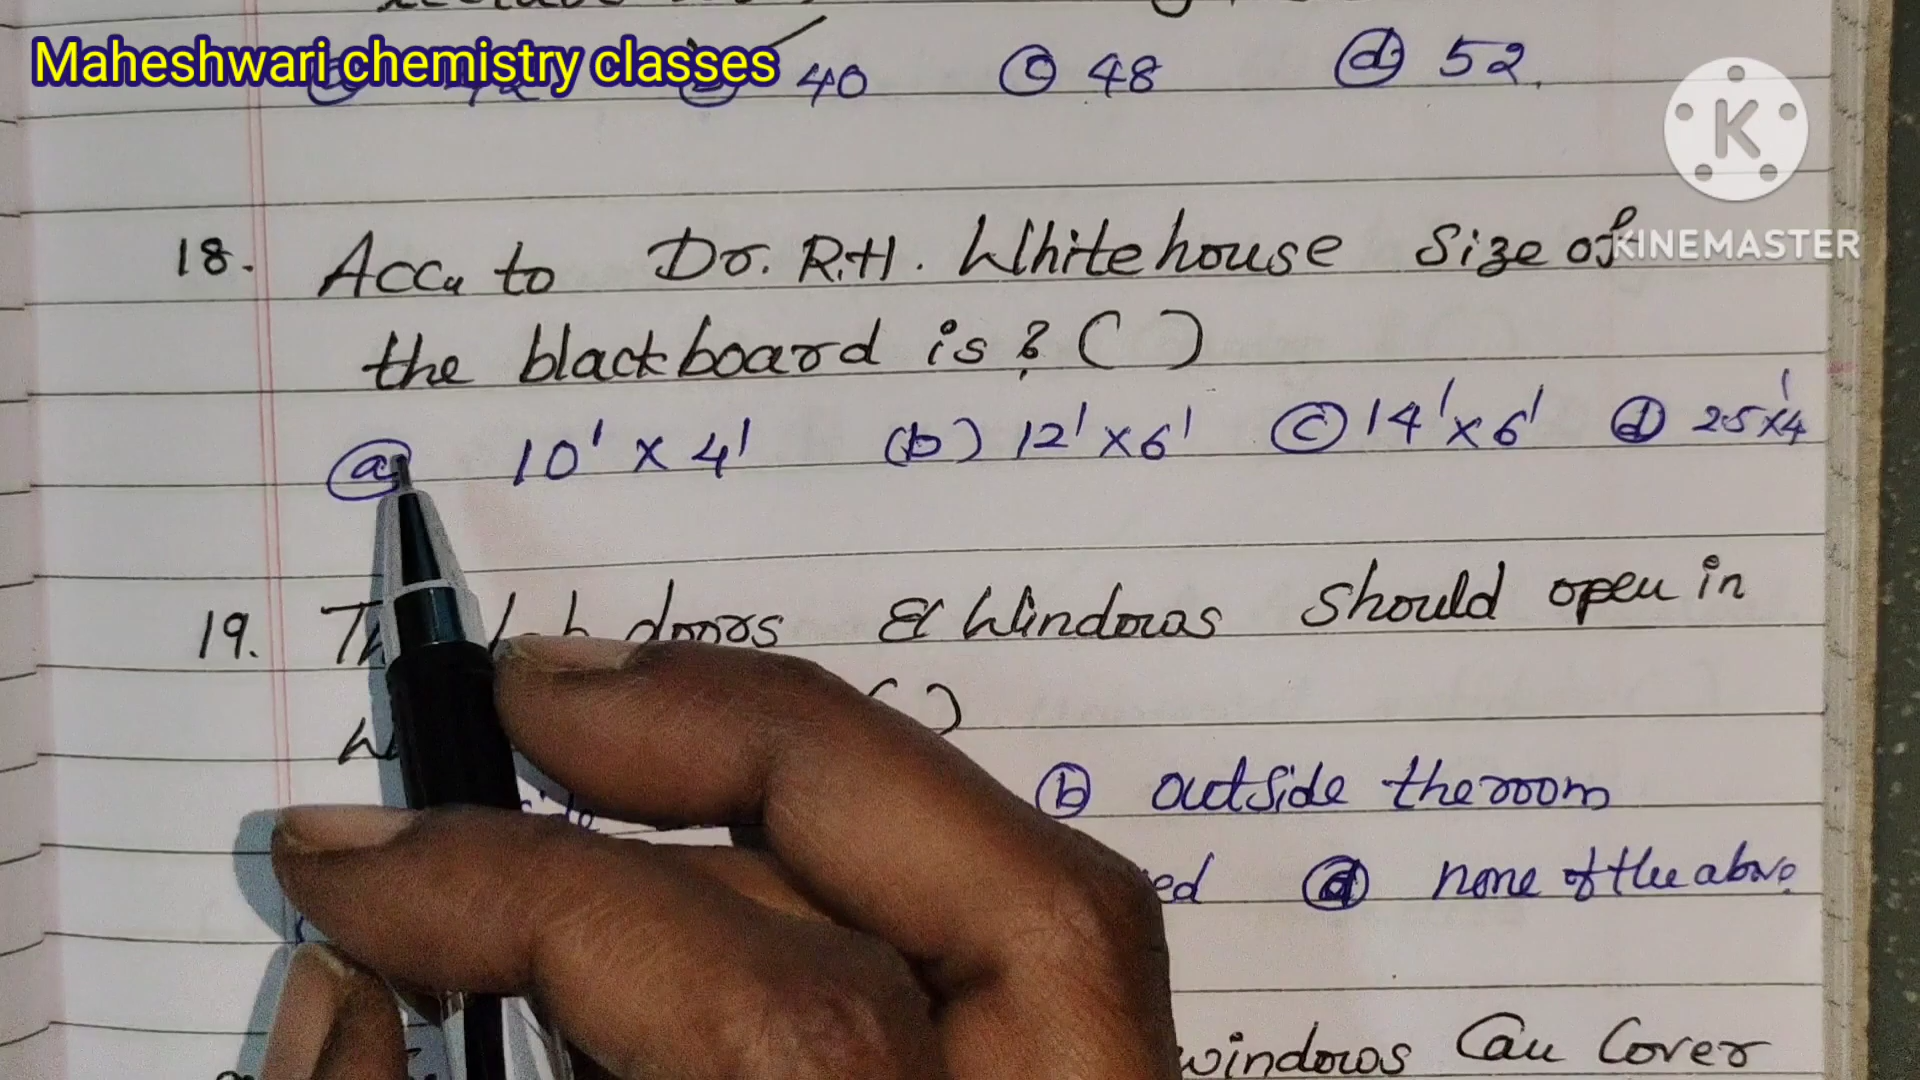 Maheshwari chemistry classes
40 (c) 48 (d) 52.
K
KINEMASTER
18. Acc to Dr. R.H. Whitehouse size of
the blackboard is? ( )
(a) 10' x 4' (b) 12' x 6' (c) 14' x 6' (d) 25' x 4
19. doors & windows should open in
( )
(b) outside the room
(d) none of the above
windows Can Cover